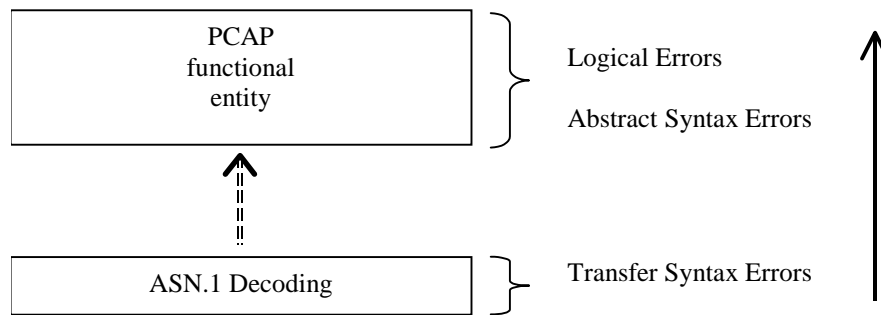 PCAP
functional
entity
Logical Errors
Abstract Syntax Errors
ASN.1 Decoding
Transfer Syntax Errors